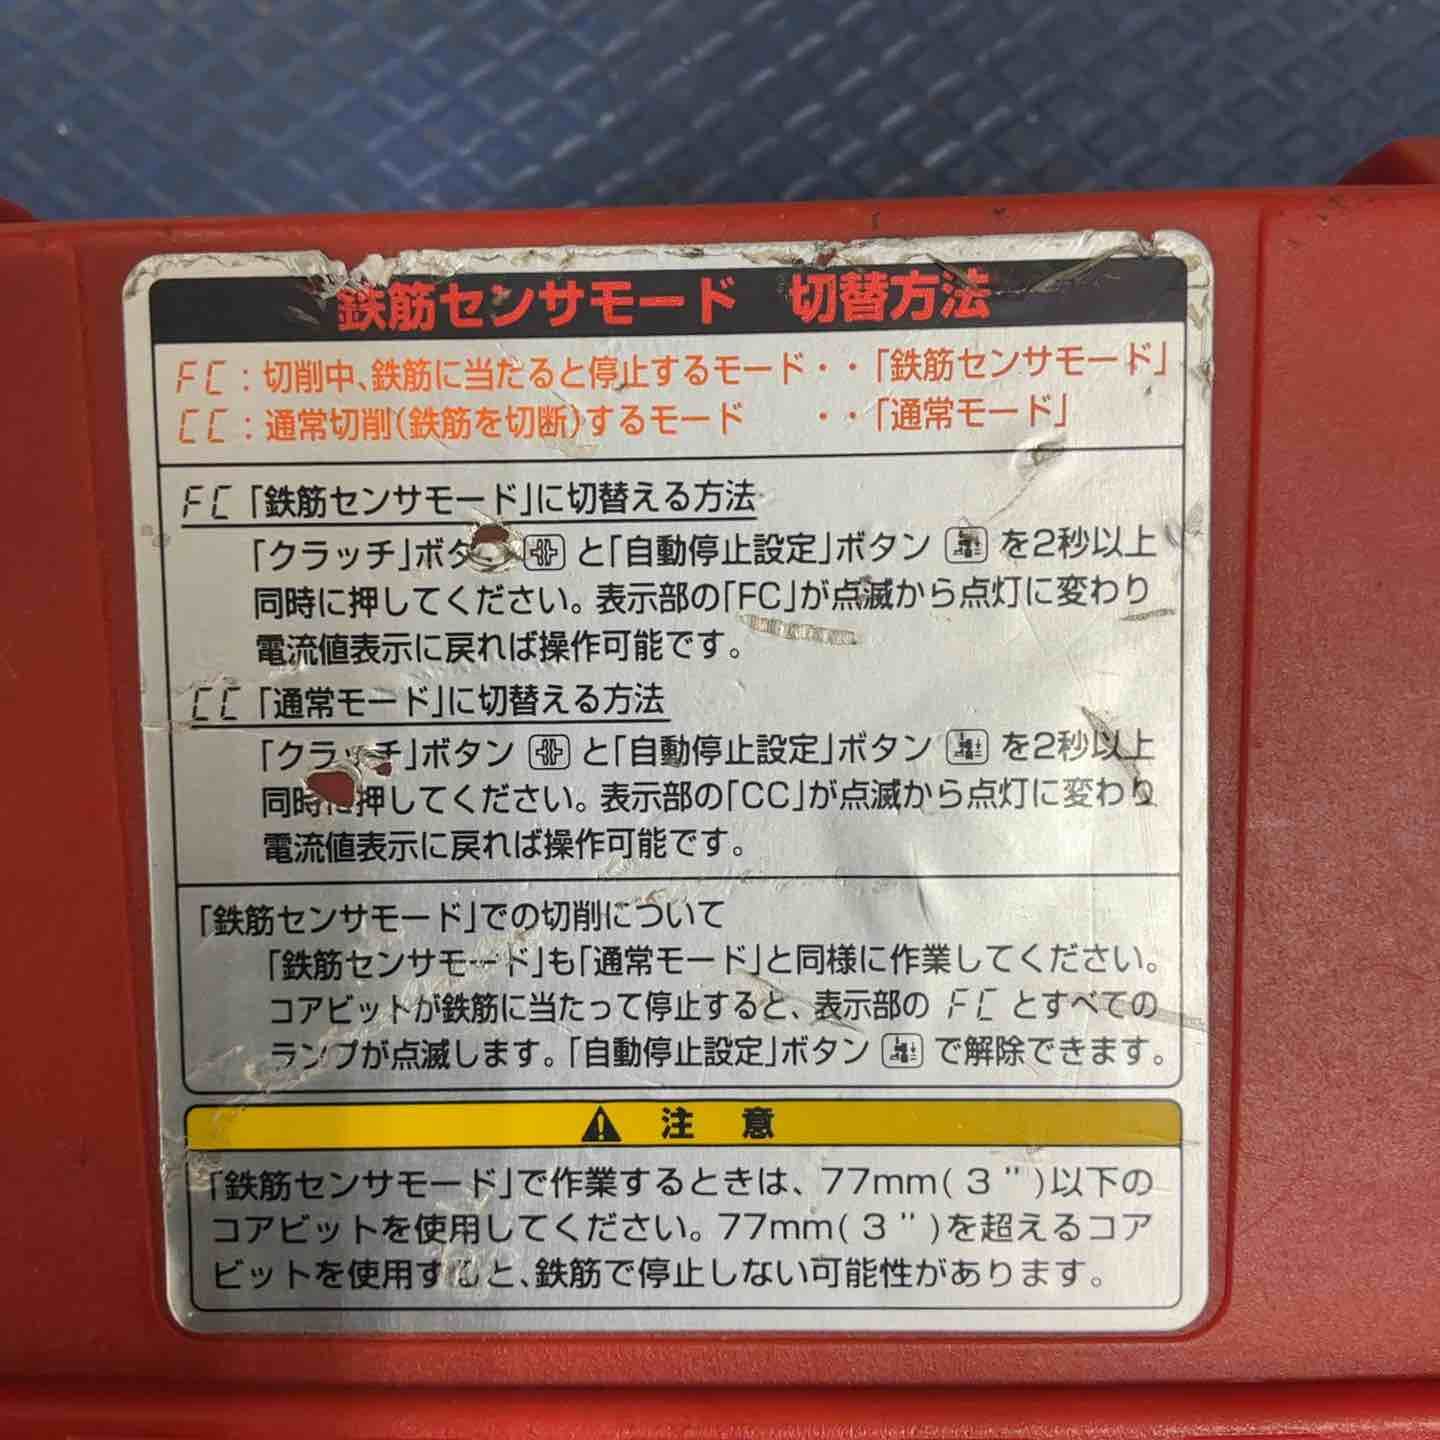 鉄筋センサモード 切替方法
FC:切削中、鉄筋に当たると停止するモード・・「鉄筋センサモード」
CC:通常切削(鉄筋を切断)するモード ・・「通常モード」
FC「鉄筋センサモード」に切替える方法
「クラッチ」ボタ と「自動停止設定」ボタン を2秒以上
同時に押してください。表示部の「FC」が点滅から点灯に変わり
電流値表示に戻れば操作可能です。
CC「通常モード」に切替える方法
「クラッチ」ボタン と「自動停止設定」ボタン を2秒以上
同時に押してください。表示部の「CC」が点滅から点灯に変わり
電流値表示に戻れば操作可能です。
「鉄筋センサモード」での切削について
「鉄筋センサモード」も「通常モード」と同様に作業してください。
コアビットが鉄筋に当たって停止すると、表示部の FC とすべての
ランプが点滅します。「自動停止設定」ボタン で解除できます。
注 意
「鉄筋センサモード」で作業するときは、77mm(3")以下の
コアビットを使用してください。77mm(3")を超えるコア
ビットを使用すると、鉄筋で停止しない可能性があります。